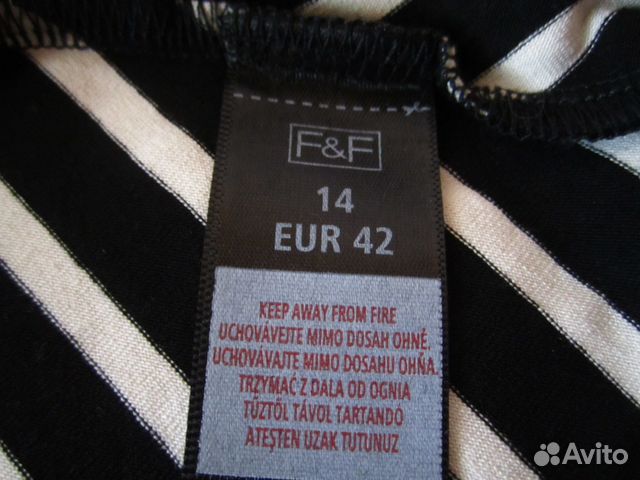 F&F
14
EUR 42
KEEP AWAY FROM FIRE
UCHOVÁVEJTE MIMO DOSAH OHNĚ.
UCHOVÁVAJTE MIMO DOSAHU OHŇA.
TRZYMAĆ Z DALA OD OGNIA
TŰZTŐL TÁVOL TARTANDÓ
ATEŞTEN UZAK TUTUNUZ
Avito